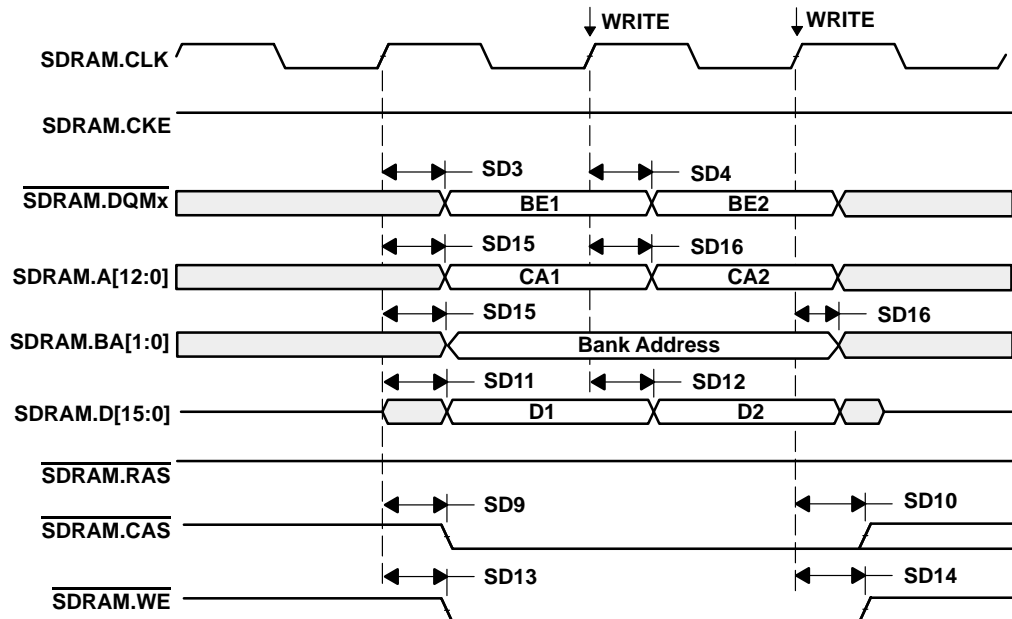 WRITE WRITE
SDRAM.CLK
SDRAM.CKE
SD3 SD4
SDRAM.DQMx BE1 BE2
SD15 SD16
SDRAM.A[12:0] CA1 CA2
SD15 SD16
SDRAM.BA[1:0] Bank Address
SD11 SD12
SDRAM.D[15:0] D1 D2
SDRAM.RAS
SD9 SD10
SDRAM.CAS
SD13 SD14
SDRAM.WE